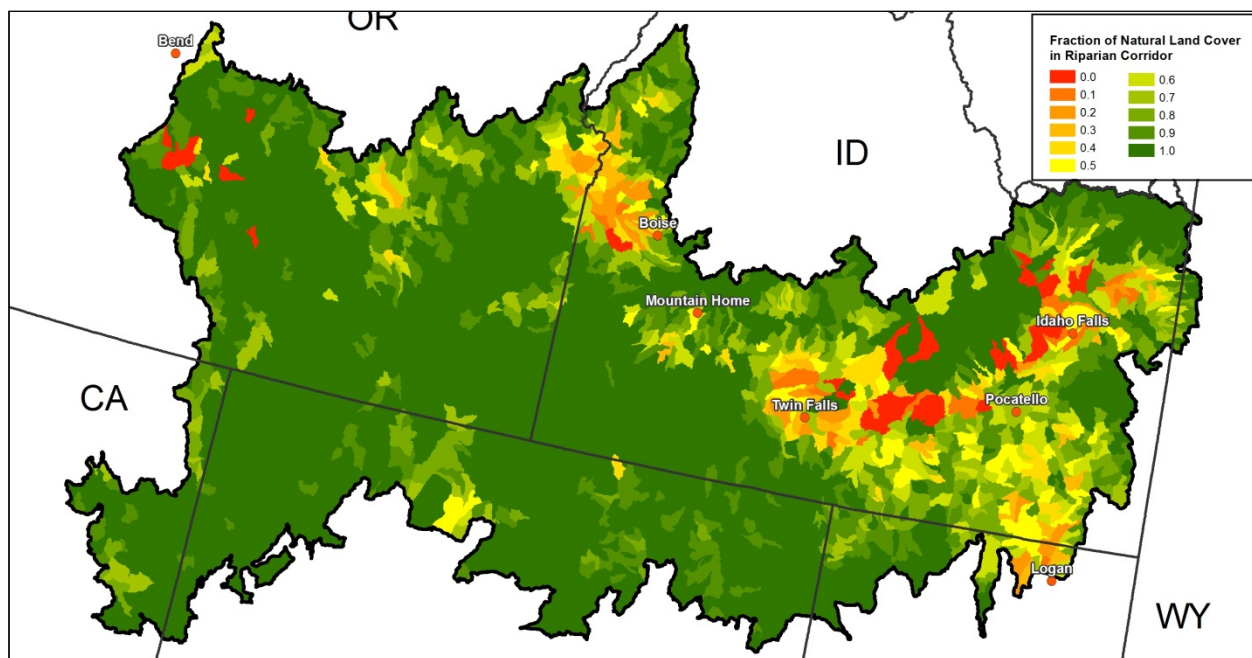 OR
Bend
Fraction of Natural Land Cover
in Riparian Corridor
0.0
0.6
0.1
0.7
0.2
0.8
0.3
0.9
0.4
1.0
0.5
ID
Boise
Mountain Home
Idaho Falls
CA
Twin Falls
Pocatello
Logan
WY